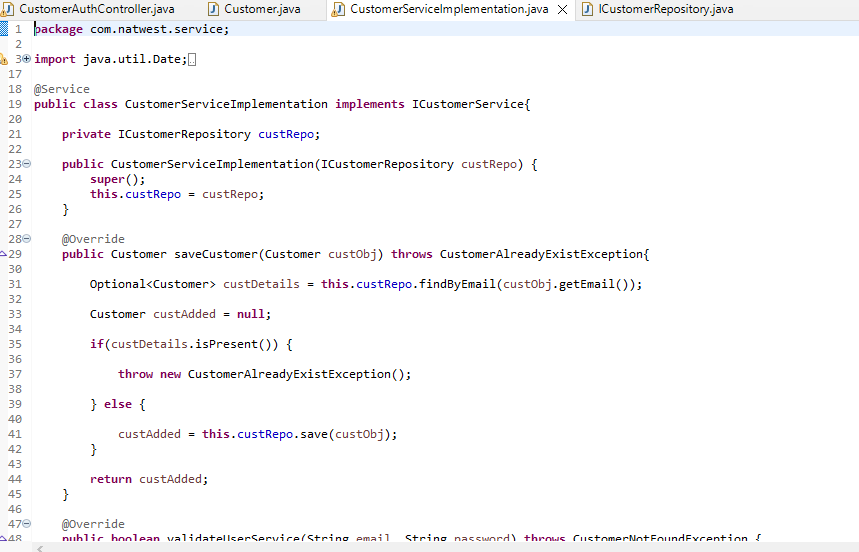 CustomerAuthController.java Customer.java CustomerServiceImplementation.java ICustomerRepository.java
1 package com.natwest.service;
2
3 import java.util.Date;
17
18 @Service
19 public class CustomerServiceImplementation implements ICustomerService{
20
21 private ICustomerRepository custRepo;
22
23 public CustomerServiceImplementation(ICustomerRepository custRepo) {
24 super();
25 this.custRepo = custRepo;
26 }
27
28 @Override
29 public Customer saveCustomer(Customer custObj) throws CustomerAlreadyExistException{
30
31 Optional<Customer> custDetails = this.custRepo.findByEmail(custObj.getEmail());
32
33 Customer custAdded = null;
34
35 if(custDetails.isPresent()) {
36
37 throw new CustomerAlreadyExistException();
38
39 } else {
40
41 custAdded = this.custRepo.save(custObj);
42 }
43
44 return custAdded;
45 }
46
47 @Override
48 public boolean validateUserService(String email, String password) throws CustomerNotFoundException {